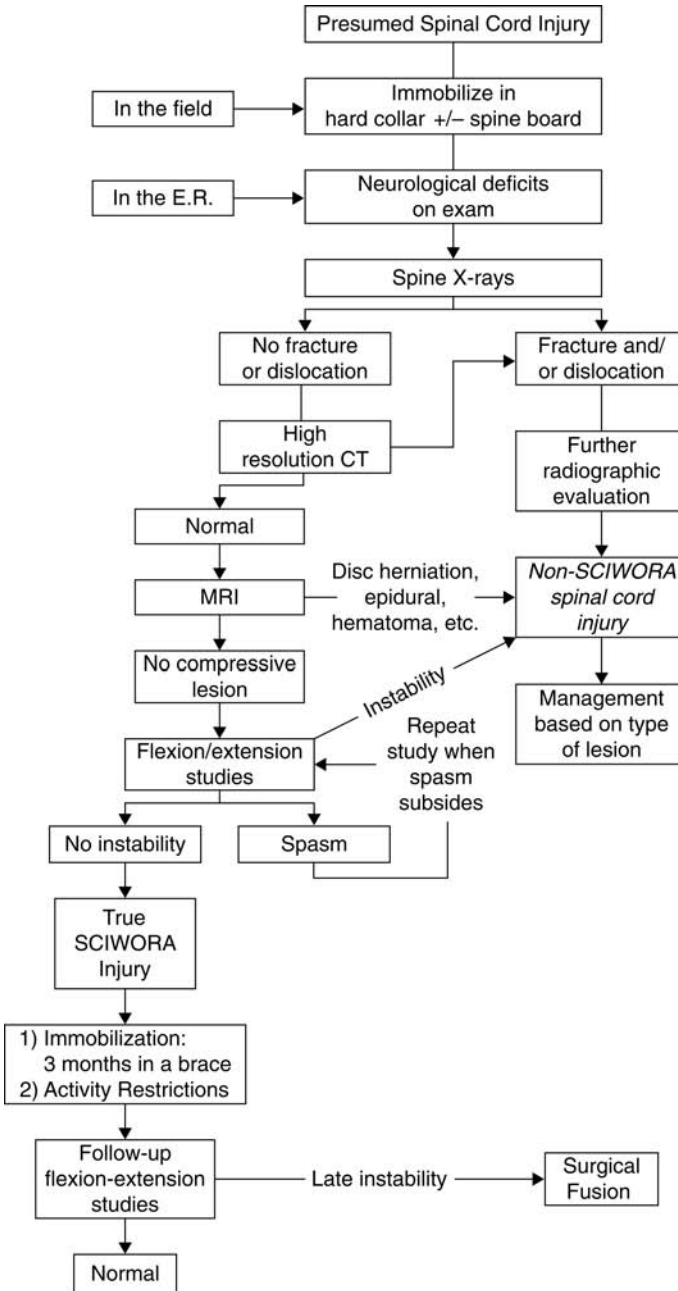 Presumed Spinal Cord Injury
In the field
Immobilize in
hard collar +/– spine board
In the E.R.
Neurological deficits
on exam
Spine X-rays
No fracture
or dislocation
Fracture and/
or dislocation
High
resolution CT
Further
radiographic
evaluation
Normal
MRI
Disc herniation,
epidural,
hematoma, etc.
Non-SCIWORA
spinal cord
injury
No compressive
lesion
Instability
Management
based on type
of lesion
Flexion/extension
studies
Repeat
study when
spasm
subsides
No instability
Spasm
True
SCIWORA
Injury
1) Immobilization:
3 months in a brace
2) Activity Restrictions
Follow-up
flexion-extension
studies
Late instability
Surgical
Fusion
Normal